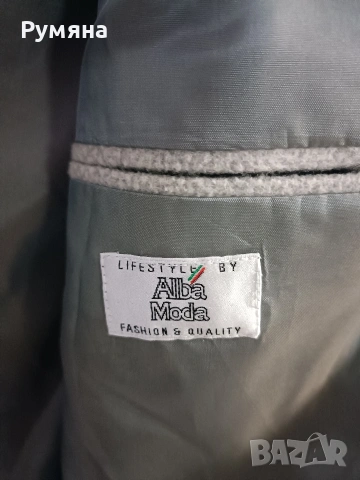 Румяна
LIFESTYLE BY
Alba
Moda
FASHION & QUALITY
BAZAR